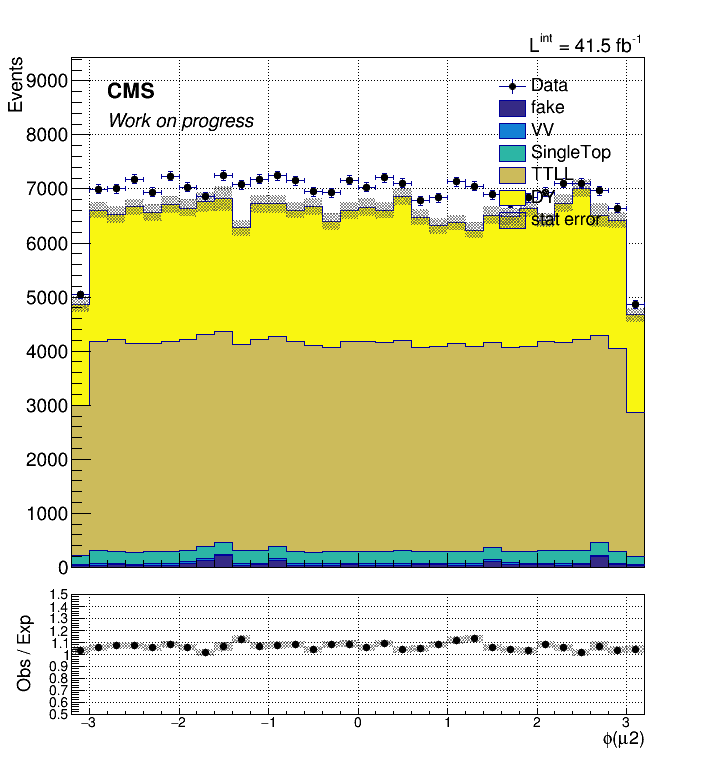 L^int = 41.5 fb^-1
Events
9000
8000
7000
6000
5000
4000
3000
2000
1000
0
CMS
Work on progress
Data
fake
VV
SingleTop
TTLL
DY
stat error
Obs / Exp
1.5
1.4
1.3
1.2
1.1
1
0.9
0.8
0.7
0.6
0.5
−3 −2 −1 0 1 2 3
ϕ(μ2)